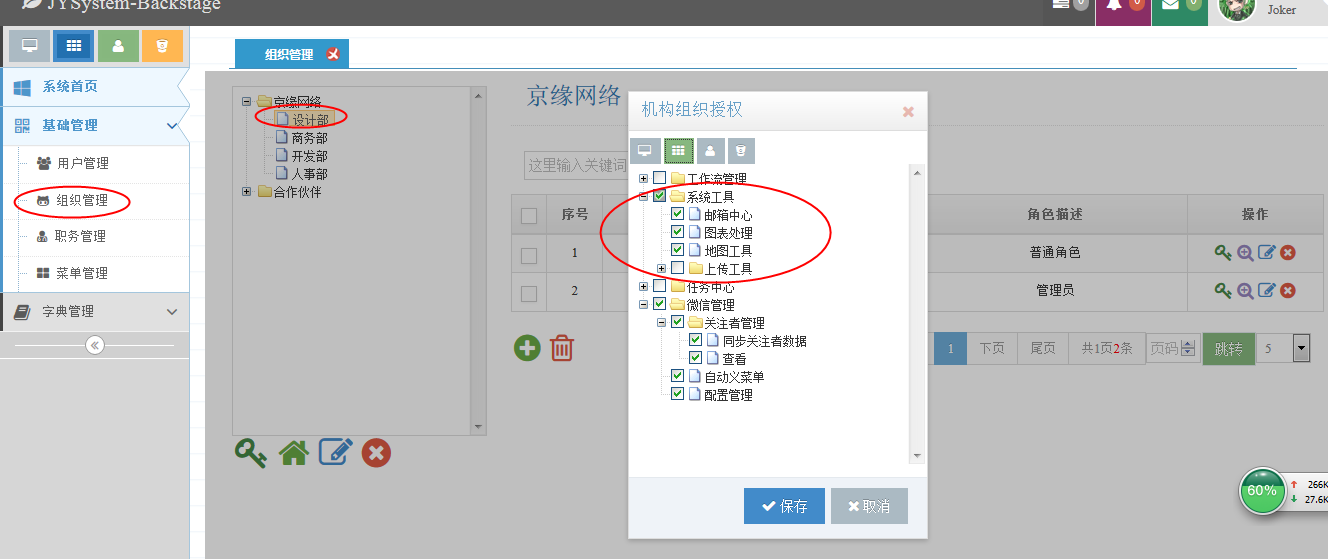 JYSystem-Backstage
0
0
0
Joker
组织管理
系统首页
基础管理
用户管理
组织管理
职务管理
菜单管理
字典管理
京缘网络
设计部
商务部
开发部
人事部
合作伙伴
京缘网络
这里输入关键词
序号
角色描述
操作
1
普通角色
2
管理员
1
下页
尾页
共1页2条
页码
跳转
5
机构组织授权
工作流管理
系统工具
邮箱中心
图表处理
地图工具
上传工具
任务中心
微信管理
关注者管理
同步关注者数据
查看
自动义菜单
配置管理
保存
取消
60%
266K
27.6K